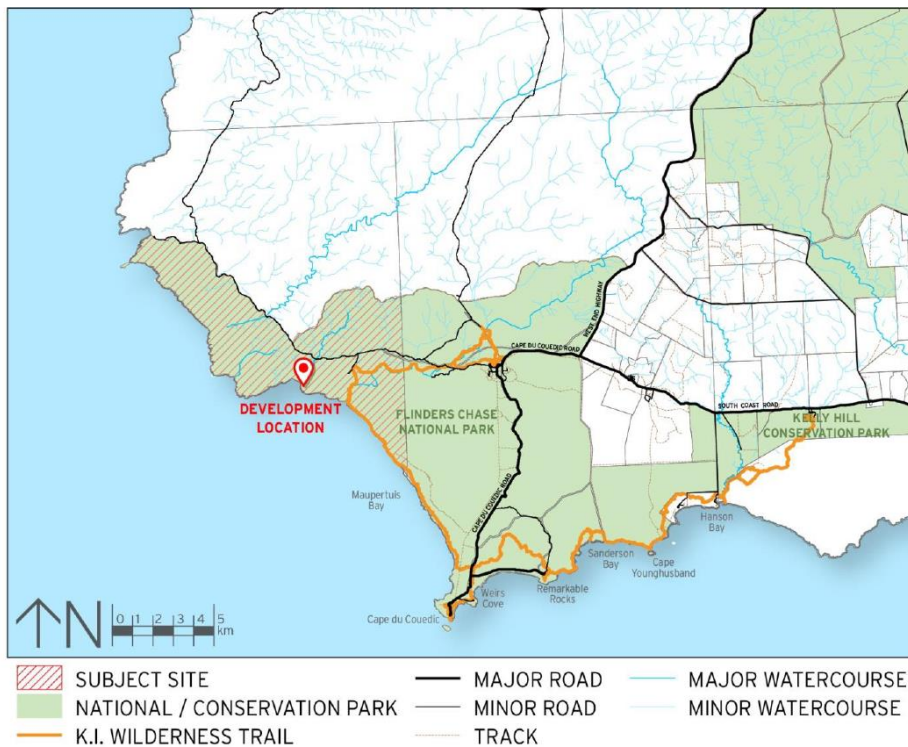 WEST END HIGHWAY
CAPE DU COUEDIC ROAD
DEVELOPMENT
LOCATION
FLINDERS CHASE
NATIONAL PARK
SOUTH COAST ROAD
KELLY HILL
CONSERVATION PARK
CAPE DU COUEDIC ROAD
Maupertuis
Bay
Hanson
Bay
Sanderson
Bay
Cape
Younghusband
Remarkable
Rocks
Weirs
Cove
Cape du Couedic
N
0 1 2 3 4 5
km
SUBJECT SITE
NATIONAL / CONSERVATION PARK
K.I. WILDERNESS TRAIL
MAJOR ROAD
MINOR ROAD
TRACK
MAJOR WATERCOURSE
MINOR WATERCOURSE